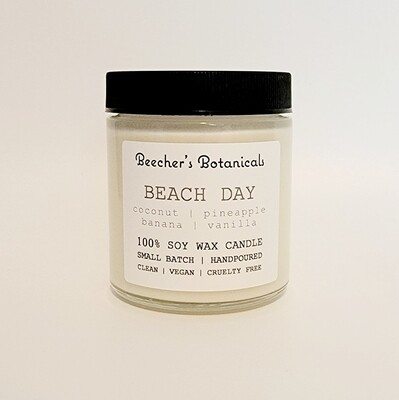 Beecher's Botanicals
BEACH DAY
coconut | pineapple
banana | vanilla
100% SOY WAX CANDLE
SMALL BATCH | HANDPOURED
CLEAN | VEGAN | CRUELTY FREE